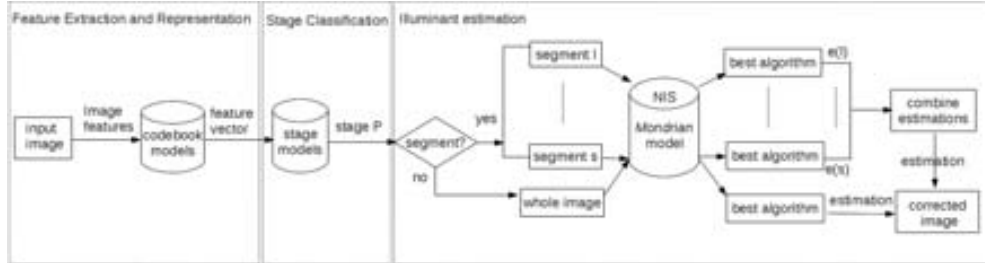 Feature Extraction and Representation
Stage Classification
Illuminant estimation
input
image
Image
features
codebook
models
feature
vector
stage
models
stage P
segment?
yes
no
segment I
segment s
whole image
NIS
Mondrian
model
best algorithm
e(l)
best algorithm
e(s)
best algorithm
estimation
combine
estimations
estimation
corrected
image